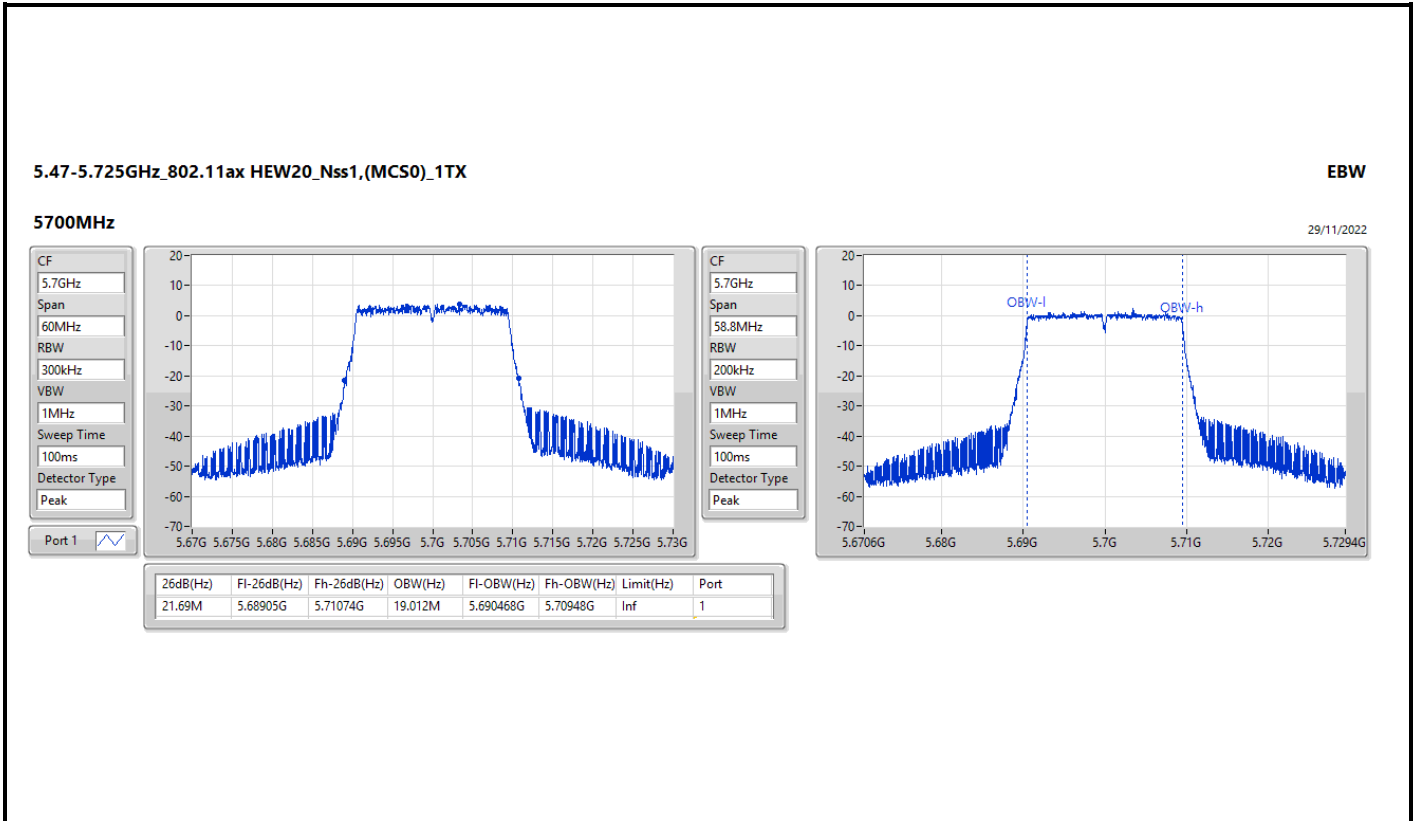 5.47-5.725GHz_802.11ax HEW20_Nss1,(MCS0)_1TX
EBW
5700MHz
29/11/2022
CF
5.7GHz
Span
60MHz
RBW
300kHz
VBW
1MHz
Sweep Time
100ms
Detector Type
Peak
Port 1
20
10
0
-10
-20
-30
-40
-50
-60
-70
5.67G 5.675G 5.68G 5.685G 5.69G 5.695G 5.7G 5.705G 5.71G 5.715G 5.72G 5.725G 5.73G
CF
5.7GHz
Span
58.8MHz
RBW
200kHz
VBW
1MHz
Sweep Time
100ms
Detector Type
Peak
20
10
0
-10
-20
-30
-40
-50
-60
-70
OBW-l
OBW-h
5.6706G 5.68G 5.69G 5.7G 5.71G 5.72G 5.7294G
26dB(Hz) Fl-26dB(Hz) Fh-26dB(Hz) OBW(Hz) Fl-OBW(Hz) Fh-OBW(Hz) Limit(Hz) Port
21.69M 5.68905G 5.71074G 19.012M 5.690468G 5.70948G Inf 1